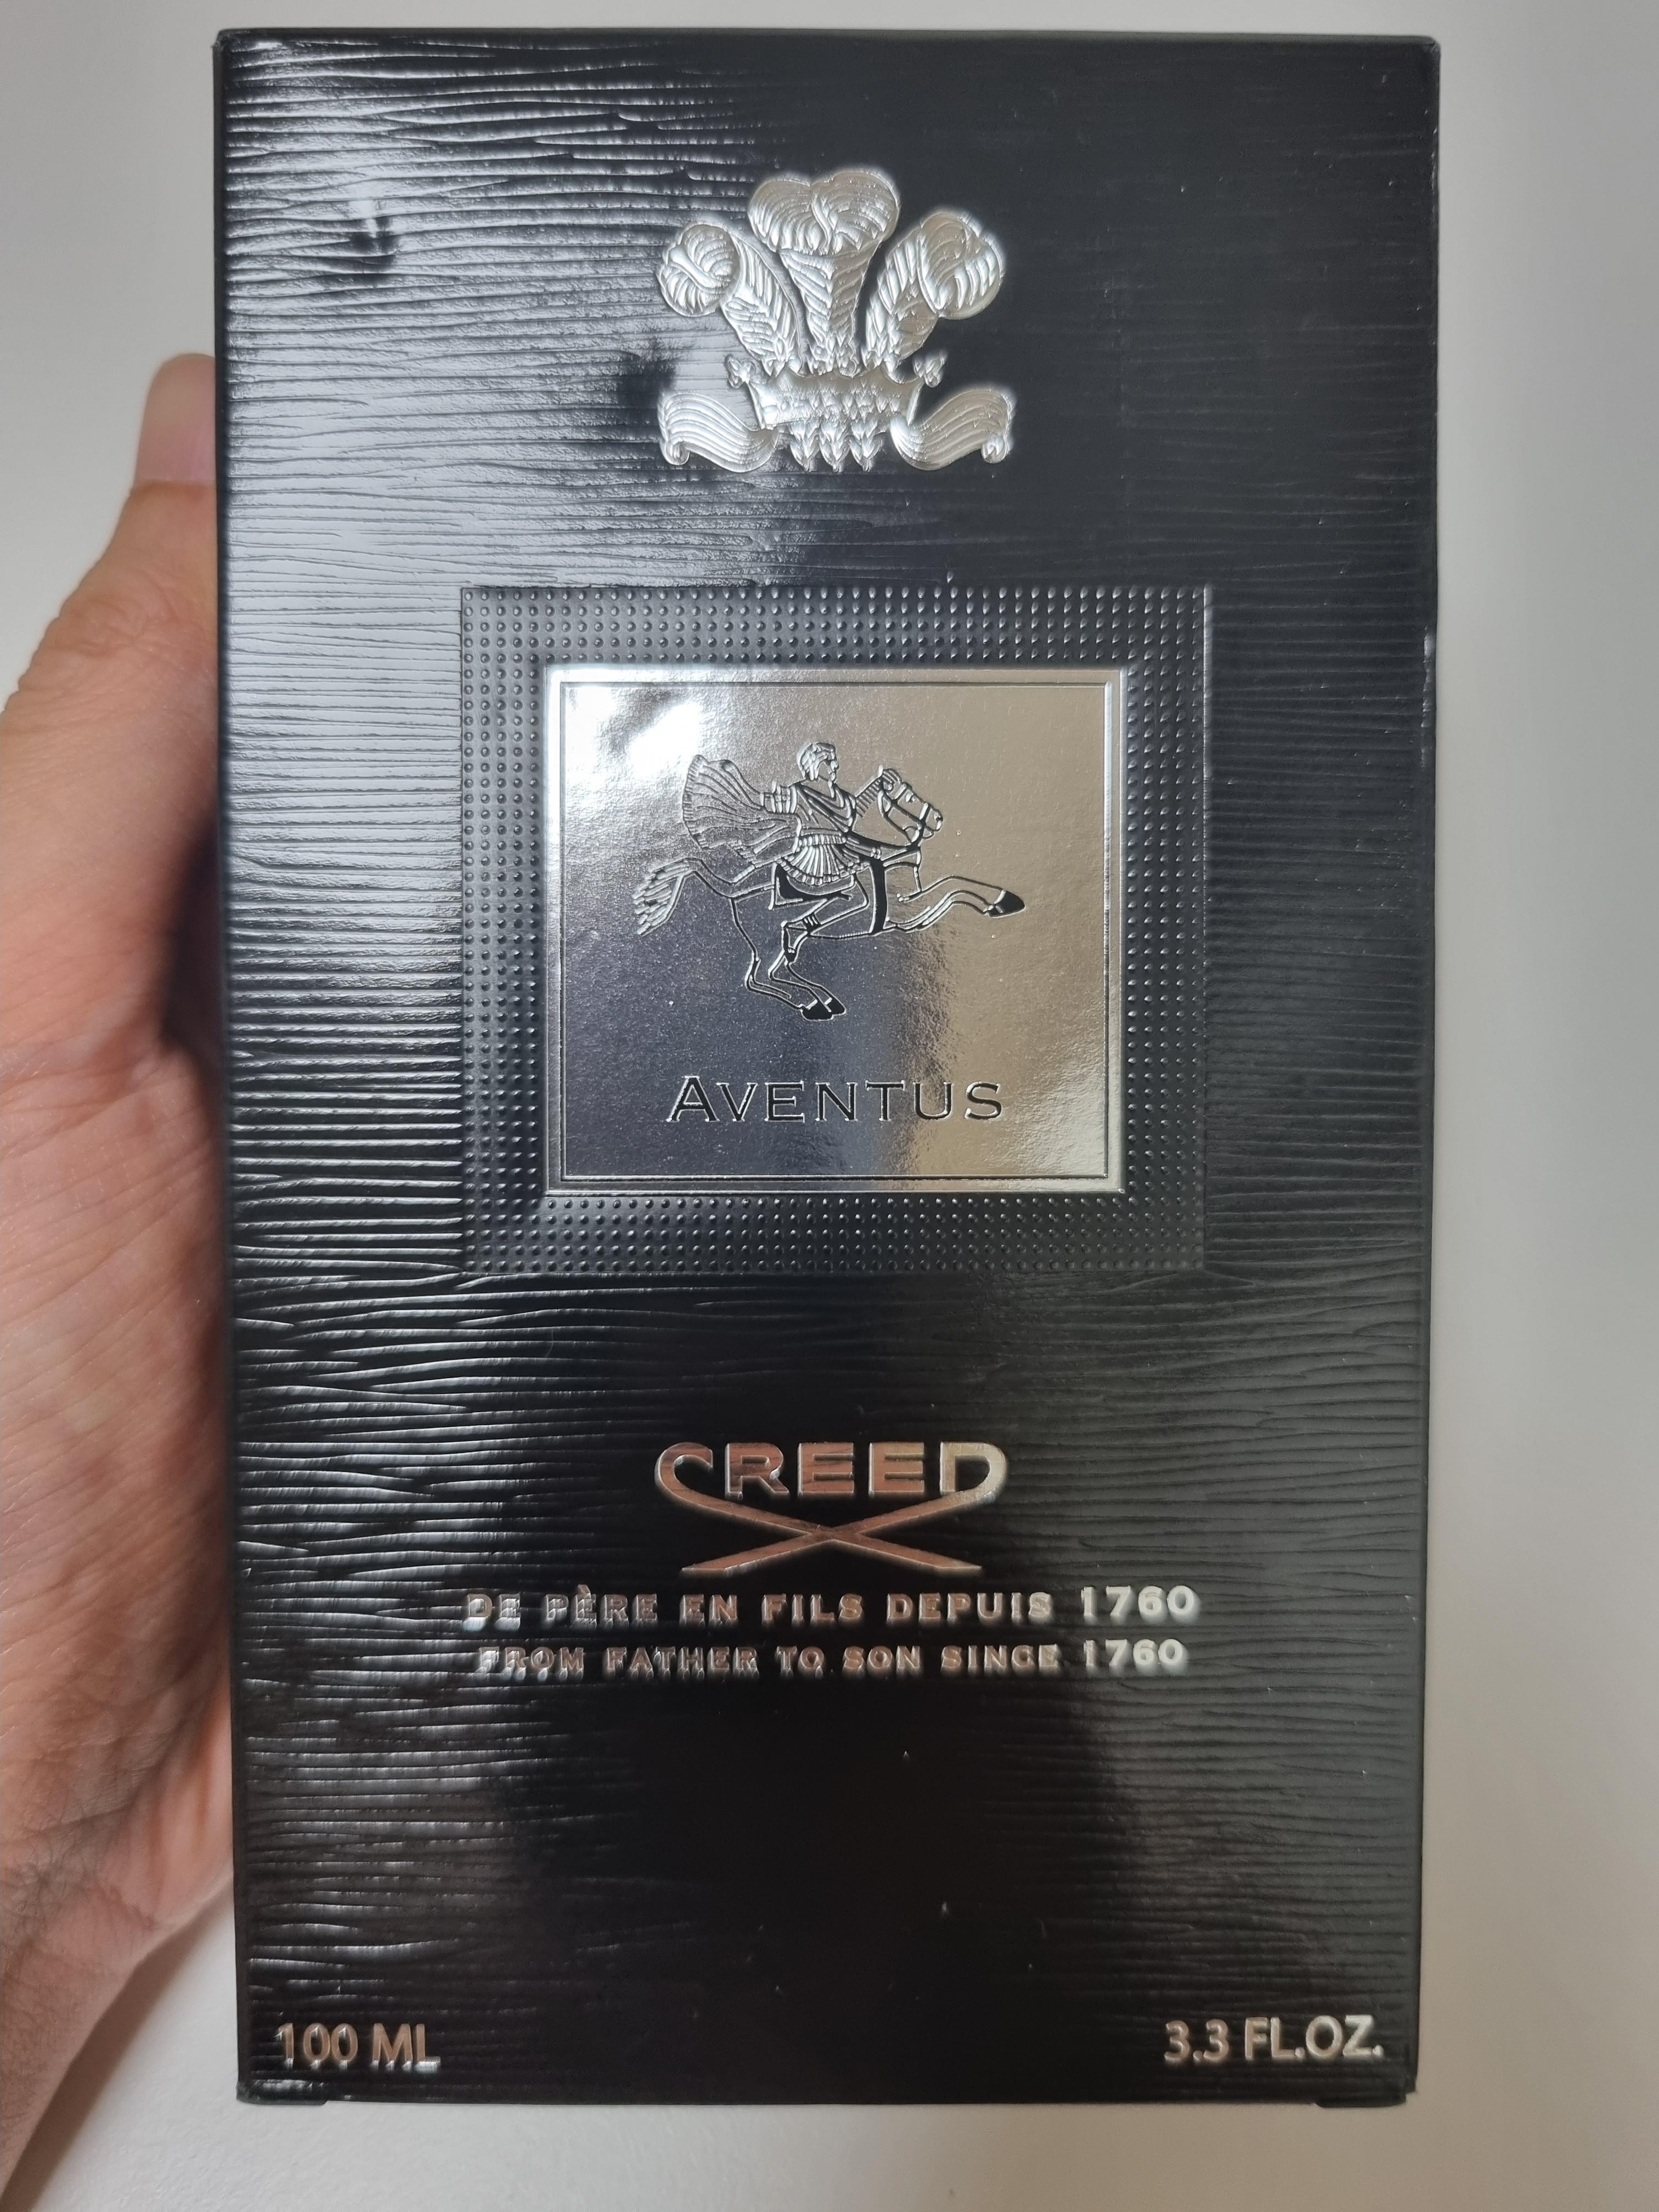 AVENTUS
CREED
DE PÈRE EN FILS DEPUIS 1760
FROM FATHER TO SON SINCE 1760
100 ML
3.3 FL.OZ.